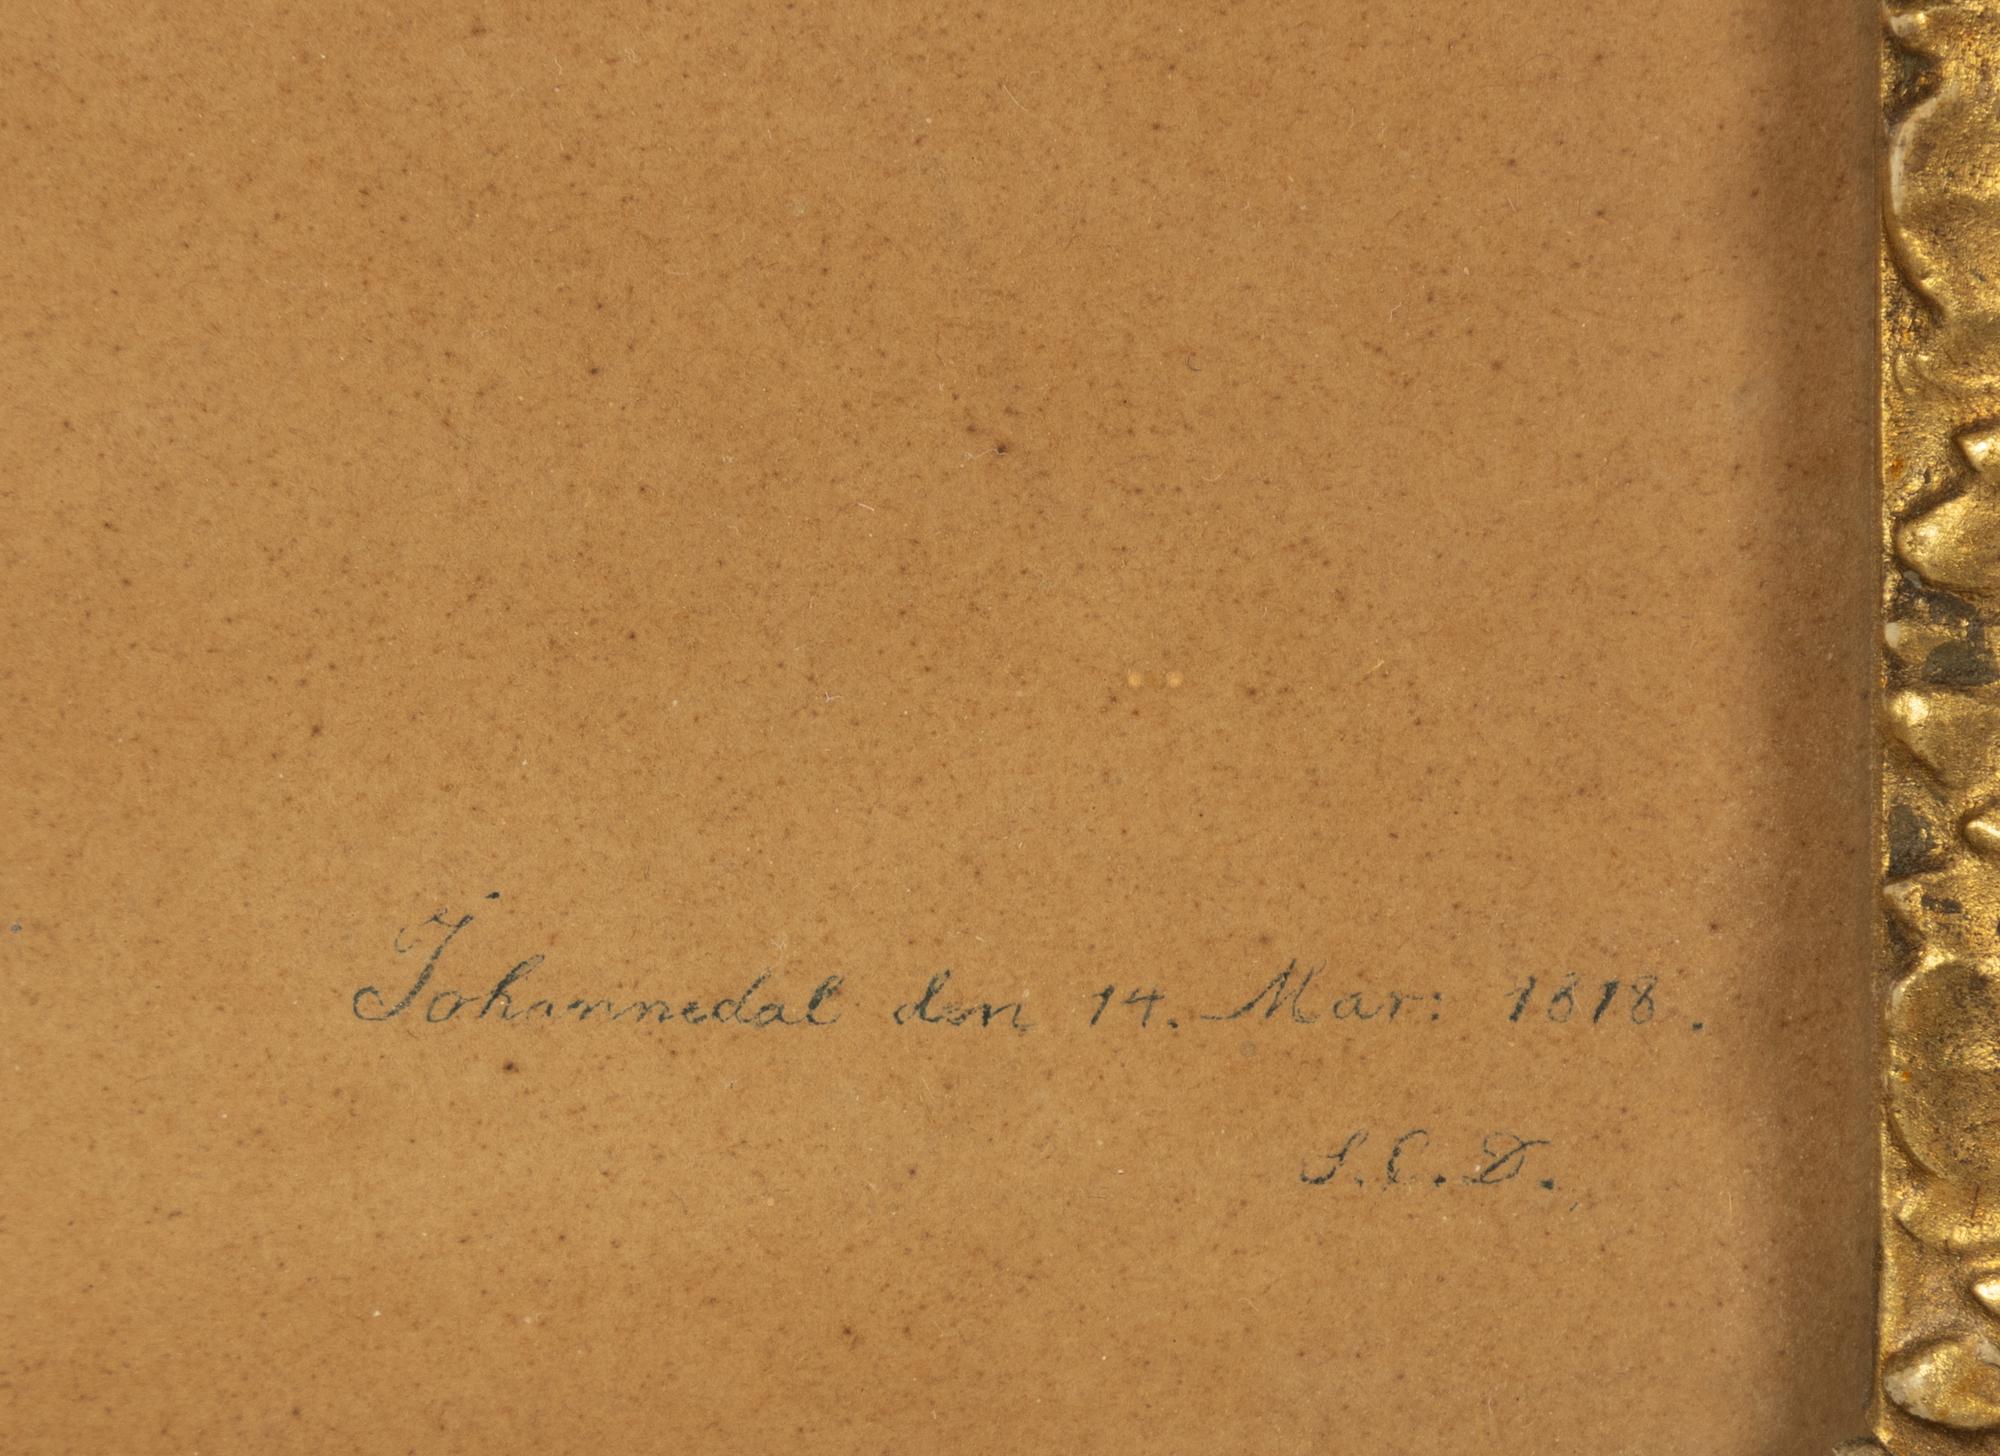 Johannedal den 14. Mar: 1818.
S. C. D.